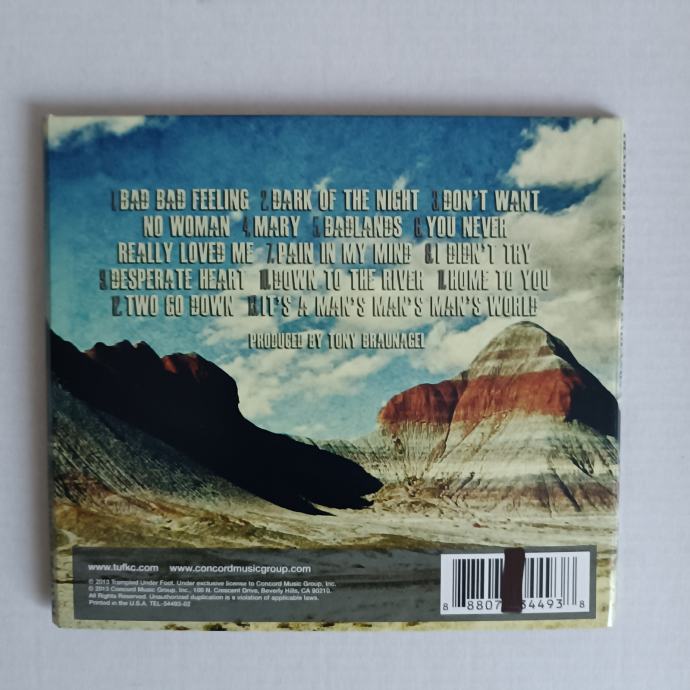 1. BAD BAD FEELING 2. DARK OF THE NIGHT 3. DON'T WANT
NO WOMAN 4. MARY 5. BADLANDS 6. YOU NEVER
REALLY LOVED ME 7. PAIN IN MY MIND 8. I DIDN'T TRY
9. DESPERATE HEART 10. DOWN TO THE RIVER 11. HOME TO YOU
12. TWO GO DOWN 13. IT'S A MAN'S MAN'S MAN'S WORLD
PRODUCED BY TONY BRAUNAGEL
www.tufkc.com www.concordmusicgroup.com
© 2013 Trampled Under Foot. Under exclusive license to Concord Music Group, Inc.
© 2013 Concord Music Group, Inc., 100 N. Crescent Drive, Beverly Hills, CA 90210.
All Rights Reserved. Unauthorized duplication is a violation of applicable laws.
Printed in the U.S.A. TEL-34493-02
8 88072 34493 8